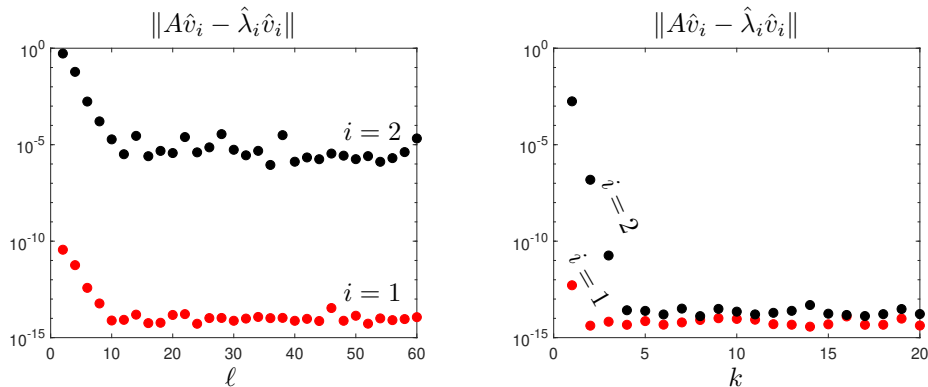 ‖Av̂ᵢ − λ̂ᵢv̂ᵢ‖
10⁰
10⁻⁵
10⁻¹⁰
10⁻¹⁵
i = 2
i = 1
0 10 20 30 40 50 60
ℓ
‖Av̂ᵢ − λ̂ᵢv̂ᵢ‖
10⁰
10⁻⁵
10⁻¹⁰
10⁻¹⁵
i = 2
i = 1
0 5 10 15 20
k